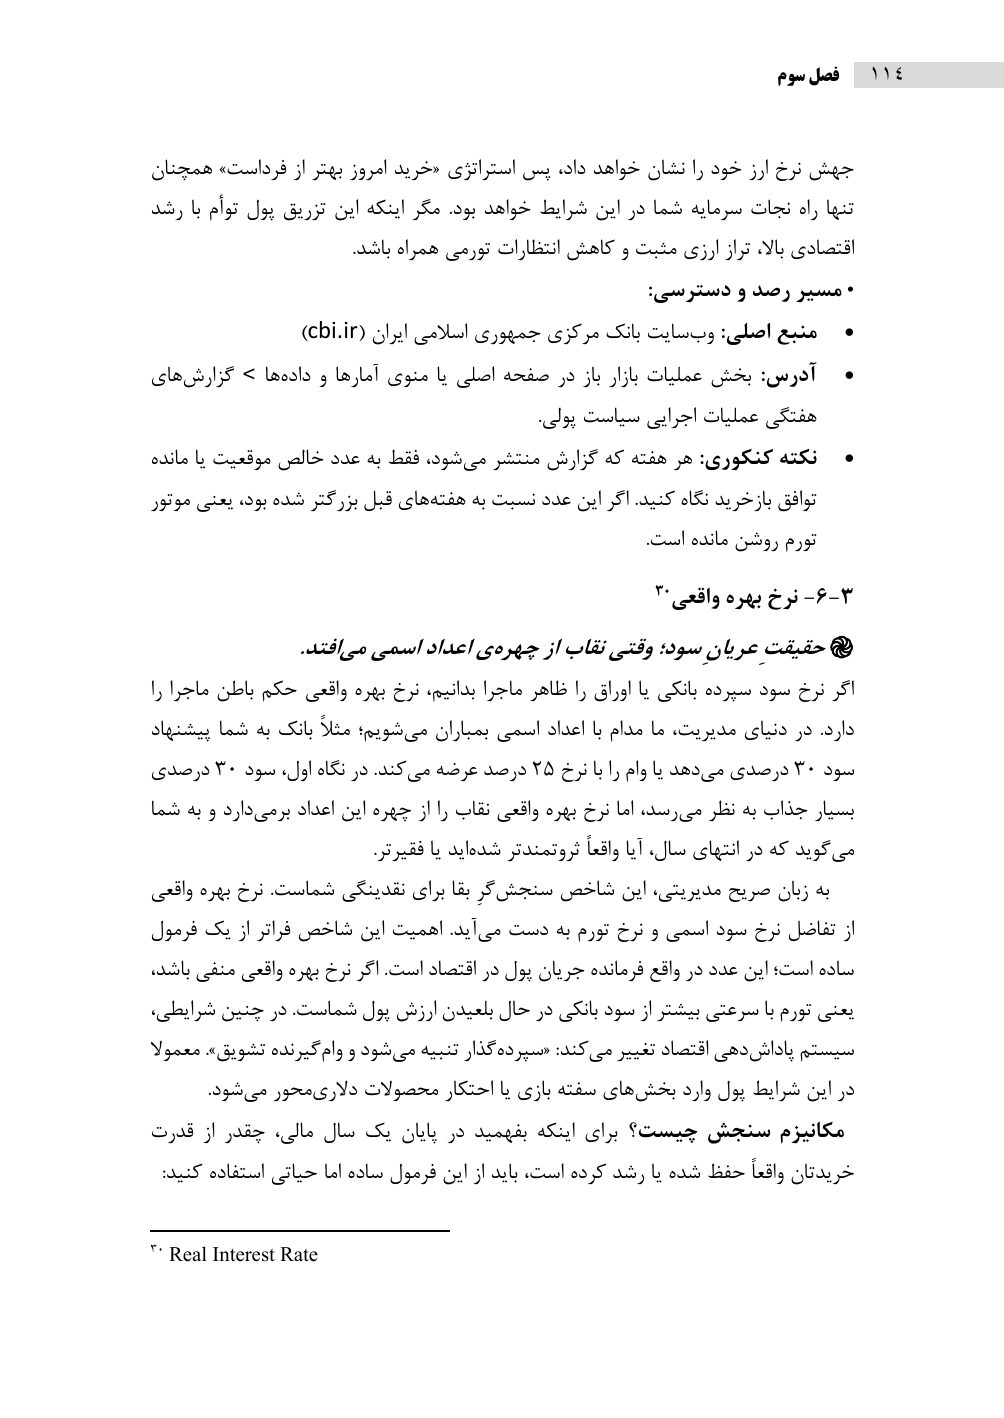 ١١٤ فصل سوم
جهش نرخ ارز خود را نشان خواهد داد، پس استراتژی «خرید امروز بهتر از فرداست» همچنان
تنها راه نجات سرمایه شما در این شرایط خواهد بود. مگر اینکه این تزریق پول توأم با رشد
اقتصادی بالا، تراز ارزی مثبت و کاهش انتظارات تورمی همراه باشد.
• مسیر رصد و دسترسی:
• منبع اصلی: وب‌سایت بانک مرکزی جمهوری اسلامی ایران (cbi.ir)
• آدرس: بخش عملیات بازار باز در صفحه اصلی یا منوی آمارها و داده‌ها > گزارش‌های
هفتگی عملیات اجرایی سیاست پولی.
• نکته کنکوری: هر هفته که گزارش منتشر می‌شود، فقط به عدد خالص موقعیت یا مانده
توافق بازخرید نگاه کنید. اگر این عدد نسبت به هفته‌های قبل بزرگتر شده بود، یعنی موتور
تورم روشن مانده است.
۳-۶- نرخ بهره واقعی۳۰
حقیقتِ عریانِ سود؛ وقتی نقاب از چهره‌ی اعداد اسمی می‌افتد.
اگر نرخ سود سپرده بانکی یا اوراق را ظاهر ماجرا بدانیم، نرخ بهره واقعی حکم باطن ماجرا را
دارد. در دنیای مدیریت، ما مدام با اعداد اسمی بمباران می‌شویم؛ مثلاً بانک به شما پیشنهاد
سود ۳۰ درصدی می‌دهد یا وام را با نرخ ۲۵ درصد عرضه می‌کند. در نگاه اول، سود ۳۰ درصدی
بسیار جذاب به نظر می‌رسد، اما نرخ بهره واقعی نقاب را از چهره این اعداد برمی‌دارد و به شما
می‌گوید که در انتهای سال، آیا واقعاً ثروتمندتر شده‌اید یا فقیرتر.
به زبان صریح مدیریتی، این شاخص سنجش‌گرِ بقا برای نقدینگی شماست. نرخ بهره واقعی
از تفاضل نرخ سود اسمی و نرخ تورم به دست می‌آید. اهمیت این شاخص فراتر از یک فرمول
ساده است؛ این عدد در واقع فرمانده جریان پول در اقتصاد است. اگر نرخ بهره واقعی منفی باشد،
یعنی تورم با سرعتی بیشتر از سود بانکی در حال بلعیدن ارزش پول شماست. در چنین شرایطی،
سیستم پاداش‌دهی اقتصاد تغییر می‌کند: «سپرده‌گذار تنبیه می‌شود و وام‌گیرنده تشویق». معمولا
در این شرایط پول وارد بخش‌های سفته بازی یا احتکار محصولات دلاری‌محور می‌شود.
مکانیزم سنجش چیست؟ برای اینکه بفهمید در پایان یک سال مالی، چقدر از قدرت
خریدتان واقعاً حفظ شده یا رشد کرده است، باید از این فرمول ساده اما حیاتی استفاده کنید:
۳۰ Real Interest Rate